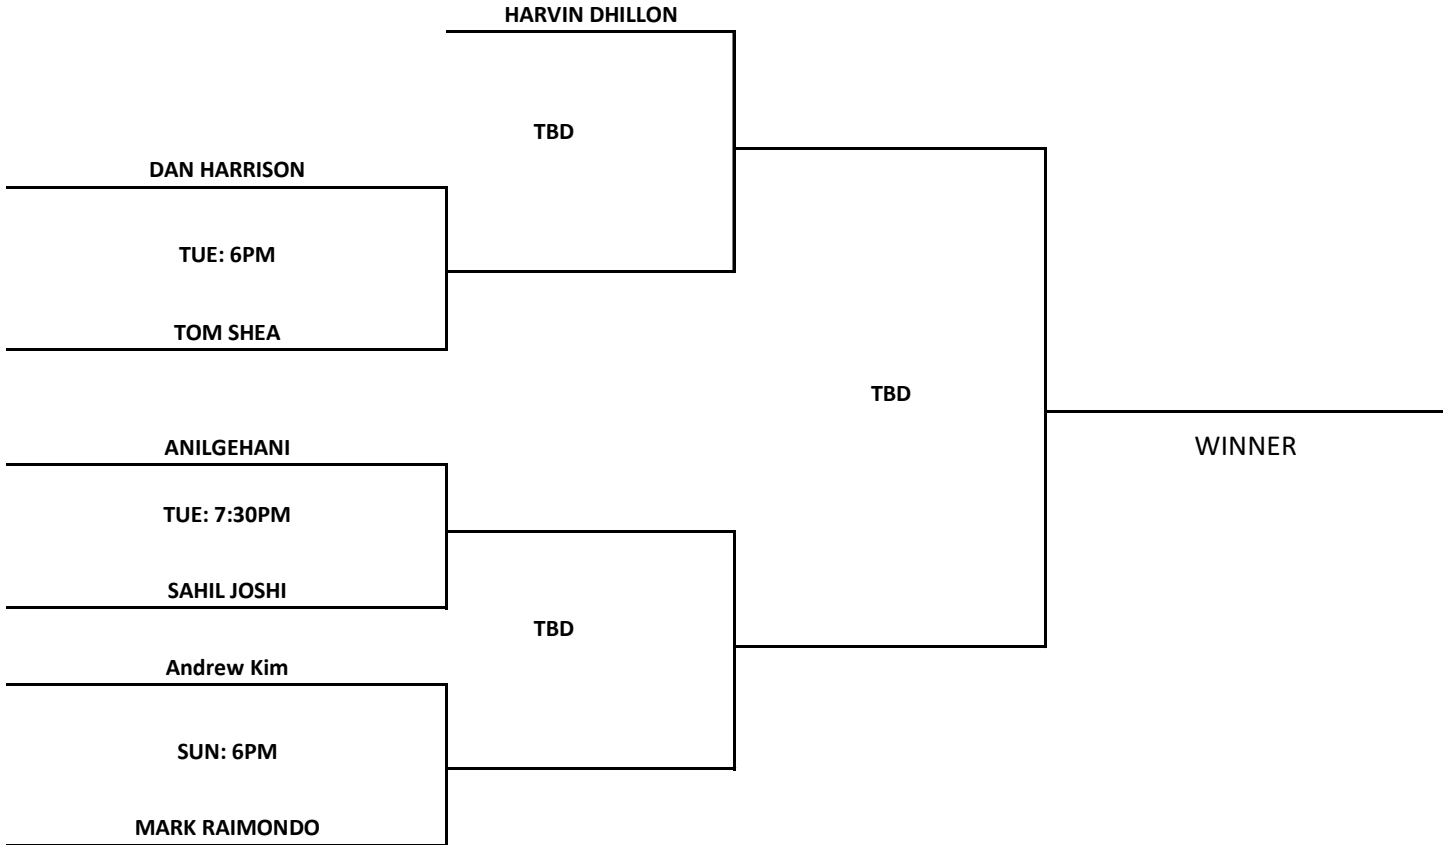 HARVIN DHILLON
TBD
DAN HARRISON
TUE: 6PM
TOM SHEA
TBD
ANILGEHANI
WINNER
TUE: 7:30PM
SAHIL JOSHI
TBD
Andrew Kim
SUN: 6PM
MARK RAIMONDO